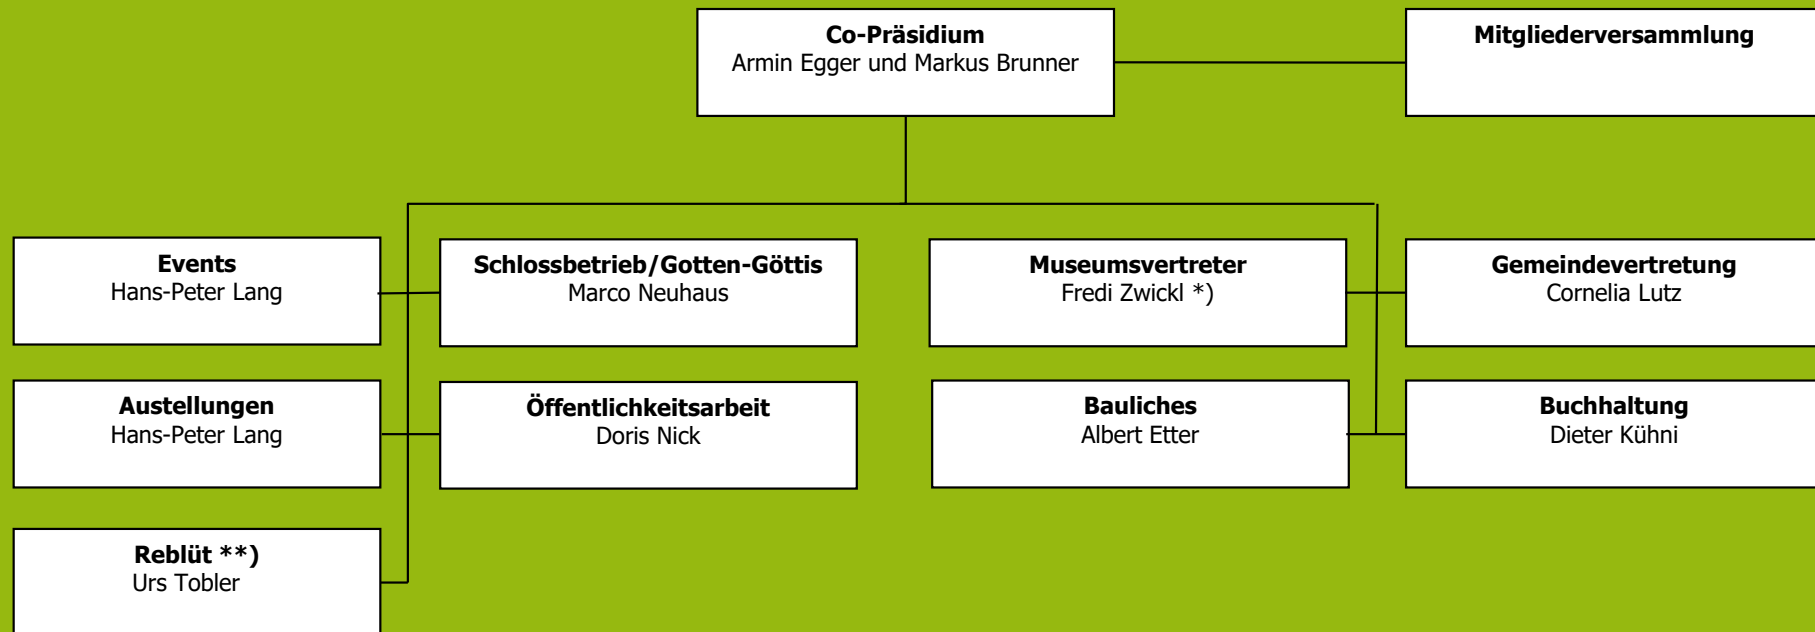 Co-Präsidium
Armin Egger und Markus Brunner
Mitgliederversammlung
Events
Hans-Peter Lang
Schlossbetrieb/Gotten-Göttis
Marco Neuhaus
Museumsvertreter
Fredi Zwickl *)
Gemeindevertretung
Cornelia Lutz
Austellungen
Hans-Peter Lang
Öffentlichkeitsarbeit
Doris Nick
Bauliches
Albert Etter
Buchhaltung
Dieter Kühni
Reblüt **)
Urs Tobler